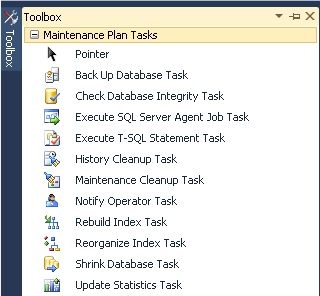 Toolbox
Toolbox
Maintenance Plan Tasks
Pointer
Back Up Database Task
Check Database Integrity Task
Execute SQL Server Agent Job Task
Execute T-SQL Statement Task
History Cleanup Task
Maintenance Cleanup Task
Notify Operator Task
Rebuild Index Task
Reorganize Index Task
Shrink Database Task
Update Statistics Task